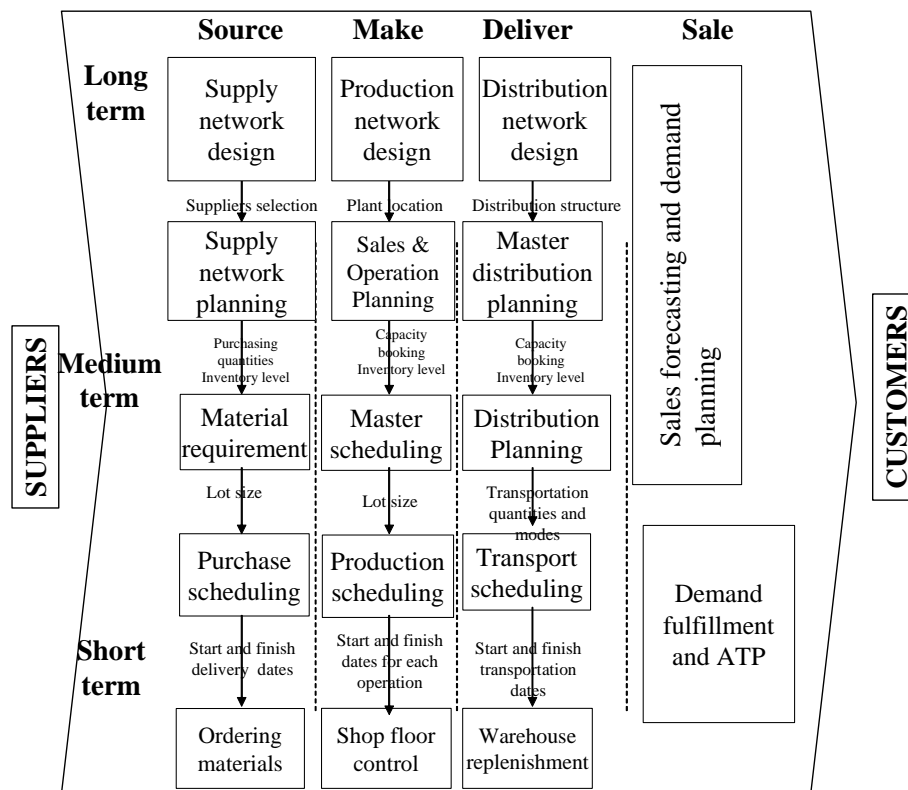 Source
Make
Deliver
Sale
Long
term
Supply
network
design
Production
network
design
Distribution
network
design
Suppliers selection
Plant location
Distribution structure
Supply
network
planning
Sales &
Operation
Planning
Master
distribution
planning
Sales forecasting and demand
planning
SUPPLIERS
Medium
term
CUSTOMERS
Purchasing
quantities
Inventory level
Capacity
booking
Inventory level
Capacity
booking
Inventory level
Material
requirement
Master
scheduling
Distribution
Planning
Lot size
Lot size
Transportation
quantities and
modes
Purchase
scheduling
Production
scheduling
Transport
scheduling
Demand
fulfillment
and ATP
Short
term
Start and finish
delivery dates
Start and finish
dates for each
operation
Start and finish
transportation
dates
Ordering
materials
Shop floor
control
Warehouse
replenishment